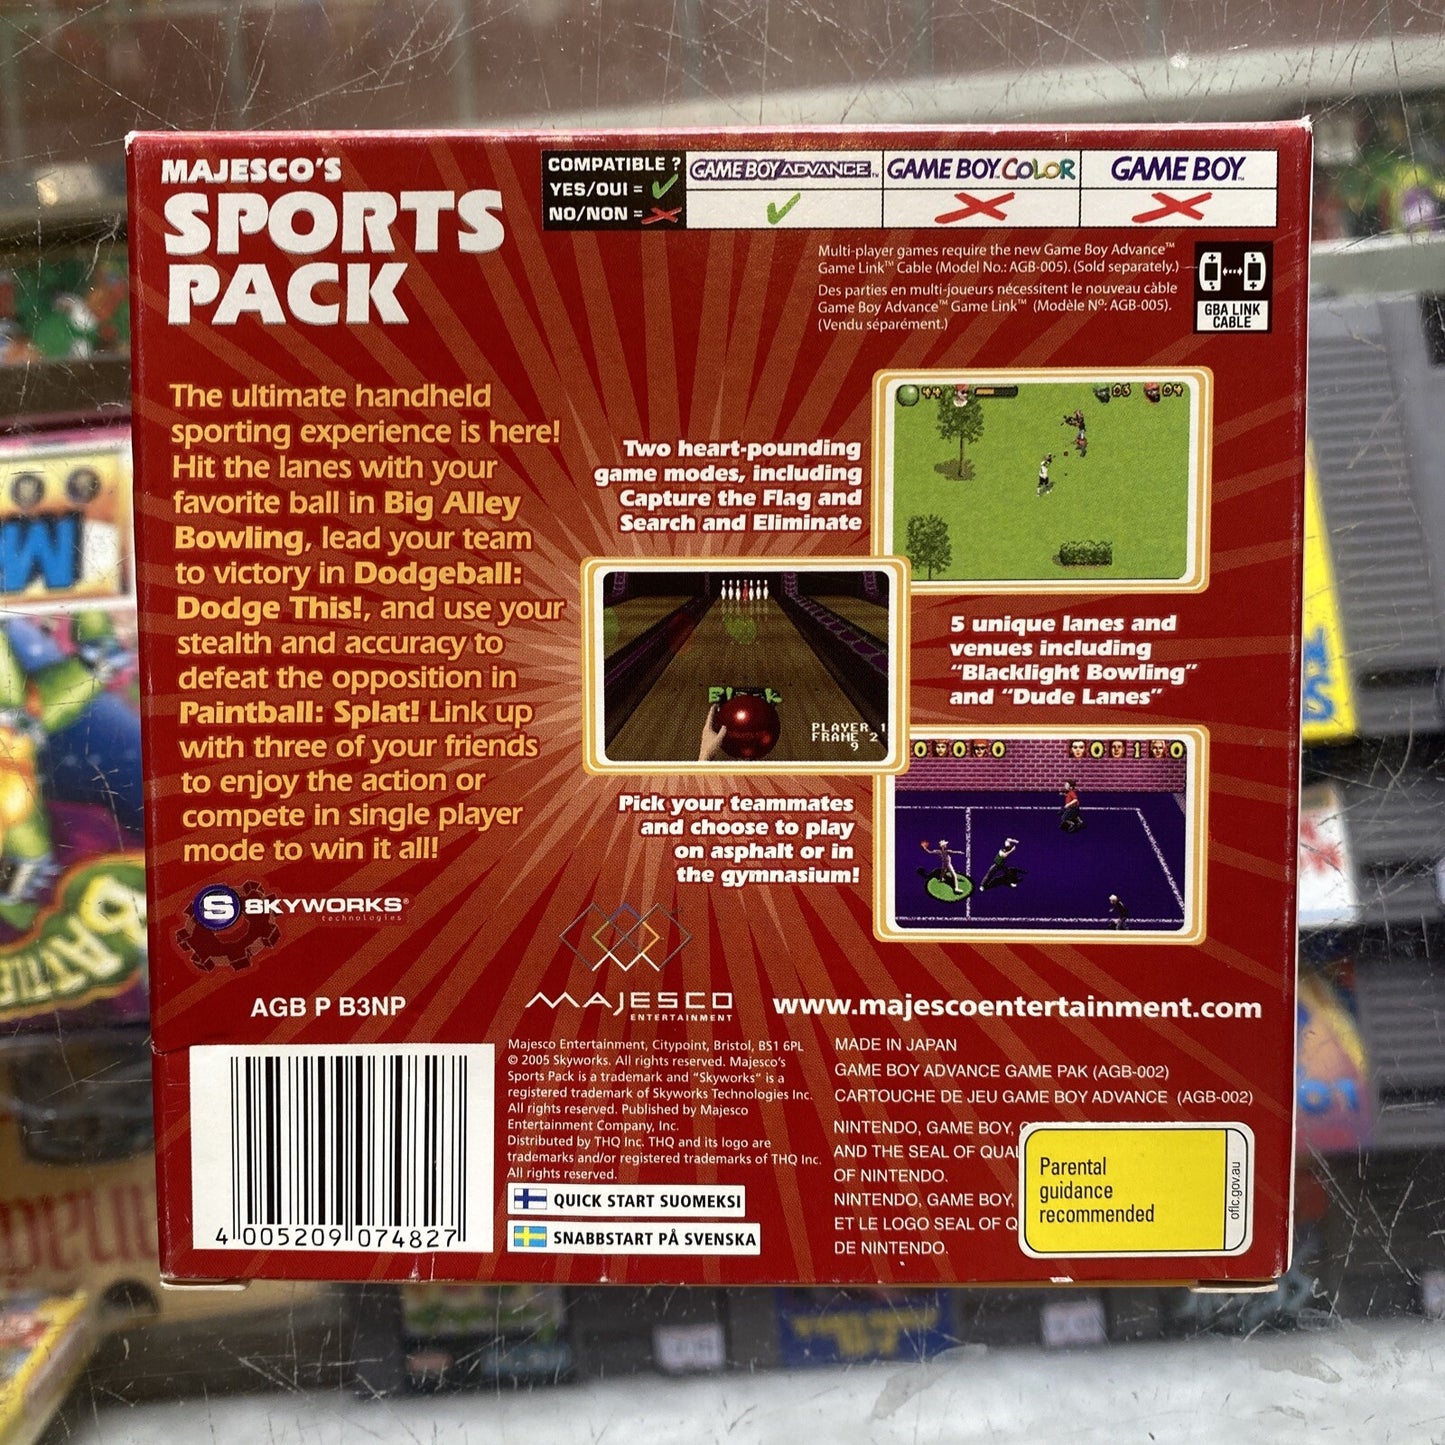 MAJESCO'S
SPORTS
PACK
COMPATIBLE ?
YES/OUI =
NO/NON =
GAME BOY ADVANCE™
GAME BOY COLOR
GAME BOY™
Multi-player games require the new Game Boy Advance™
Game Link™ Cable (Model No.: AGB-005). (Sold separately.)
Des parties en multi-joueurs nécessitent le nouveau câble
Game Boy Advance™ Game Link™ (Modèle Nº: AGB-005).
(Vendu séparément.)
GBA LINK
CABLE
The ultimate handheld
sporting experience is here!
Hit the lanes with your
favorite ball in Big Alley
Bowling, lead your team
to victory in Dodgeball:
Dodge This!, and use your
stealth and accuracy to
defeat the opposition in
Paintball: Splat! Link up
with three of your friends
to enjoy the action or
compete in single player
mode to win it all!
Two heart-pounding
game modes, including
Capture the Flag and
Search and Eliminate
44
03
04
PLAYER 1
FRAME 2
9
5 unique lanes and
venues including
"Blacklight Bowling"
and "Dude Lanes"
Pick your teammates
and choose to play
on asphalt or in
the gymnasium!
0 0 0 0 1 0
S SKYWORKS®
technologies
AGB P B3NP
MAJESCO
ENTERTAINMENT
www.majescoentertainment.com
4 005209 074827
Majesco Entertainment, Citypoint, Bristol, BS1 6PL
© 2005 Skyworks. All rights reserved. Majesco's
Sports Pack is a trademark and "Skyworks" is a
registered trademark of Skyworks Technologies Inc.
All rights reserved. Published by Majesco
Entertainment Company, Inc.
Distributed by THQ Inc. THQ and its logo are
trademarks and/or registered trademarks of THQ Inc.
All rights reserved.
QUICK START SUOMEKSI
SNABBSTART PÅ SVENSKA
MADE IN JAPAN
GAME BOY ADVANCE GAME PAK (AGB-002)
CARTOUCHE DE JEU GAME BOY ADVANCE (AGB-002)
NINTENDO, GAME BOY,
AND THE SEAL OF QUAL
OF NINTENDO.
NINTENDO, GAME BOY,
ET LE LOGO SEAL OF Q
DE NINTENDO.
Parental
guidance
recommended
oflc.gov.au